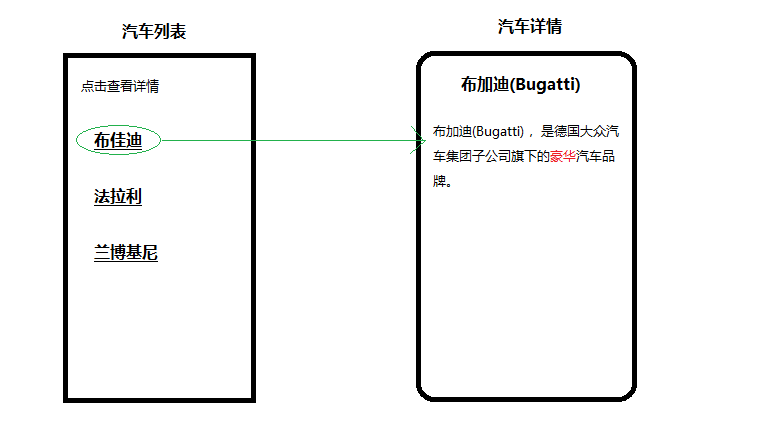 汽车列表
点击查看详情
布佳迪
法拉利
兰博基尼
汽车详情
布加迪(Bugatti)
布加迪(Bugatti) ，是德国大众汽
车集团子公司旗下的豪华汽车品
牌。